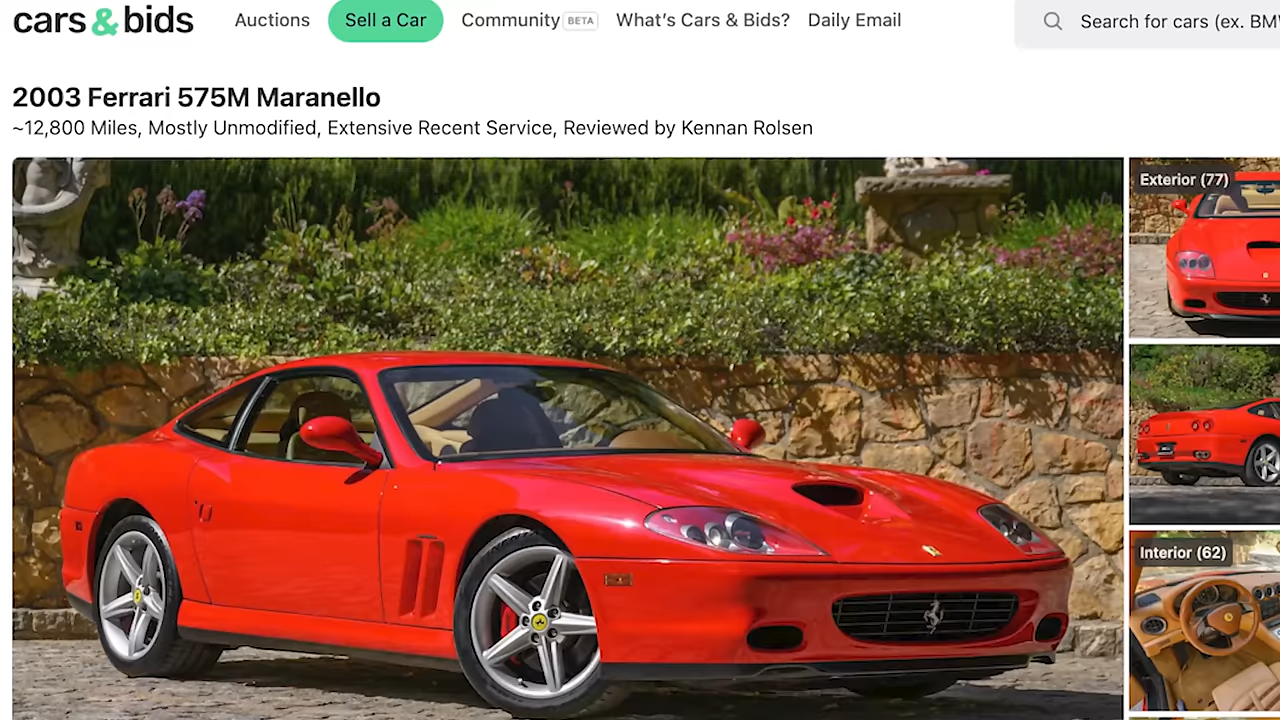 cars & bids
Auctions
Sell a Car
Community BETA
What's Cars & Bids?
Daily Email
Search for cars (ex. BMW
2003 Ferrari 575M Maranello
~12,800 Miles, Mostly Unmodified, Extensive Recent Service, Reviewed by Kennan Rolsen
Exterior (77)
Interior (62)